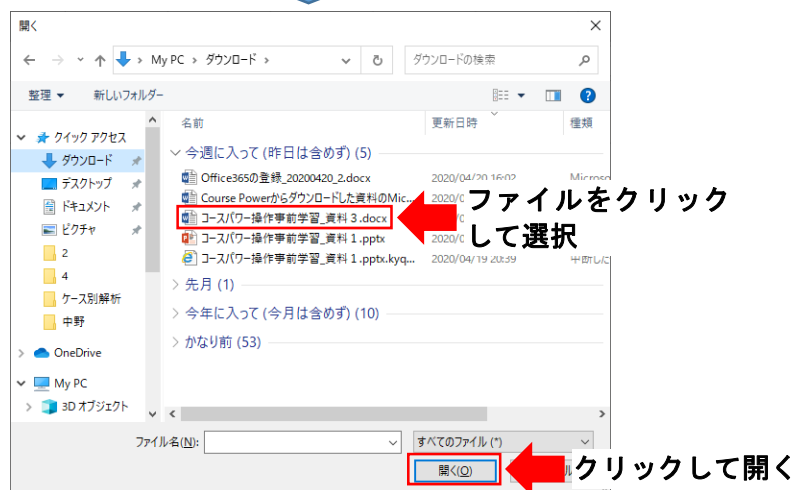 開く
My PC › ダウンロード ›
ダウンロードの検索
整理 新しいフォルダー
名前 更新日時 種類
クイック アクセス
ダウンロード
デスクトップ
ドキュメント
ピクチャ
2
4
ケース別解析
中野
OneDrive
My PC
3D オブジェクト
今週に入って (昨日は含めず) (5)
Office365の登録_20200420_2.docx 2020/04/20 16:02
Course Powerからダウンロードした資料のMic...
コースパワー操作事前学習_資料３.docx
コースパワー操作事前学習_資料１.pptx
コースパワー操作事前学習_資料１.pptx.kyq... 2020/04/19 20:39
先月 (1)
今年に入って (今月は含めず) (10)
かなり前 (53)
ファイルをクリック
して選択
ファイル名(N): すべてのファイル (*)
開く(O)
クリックして開く